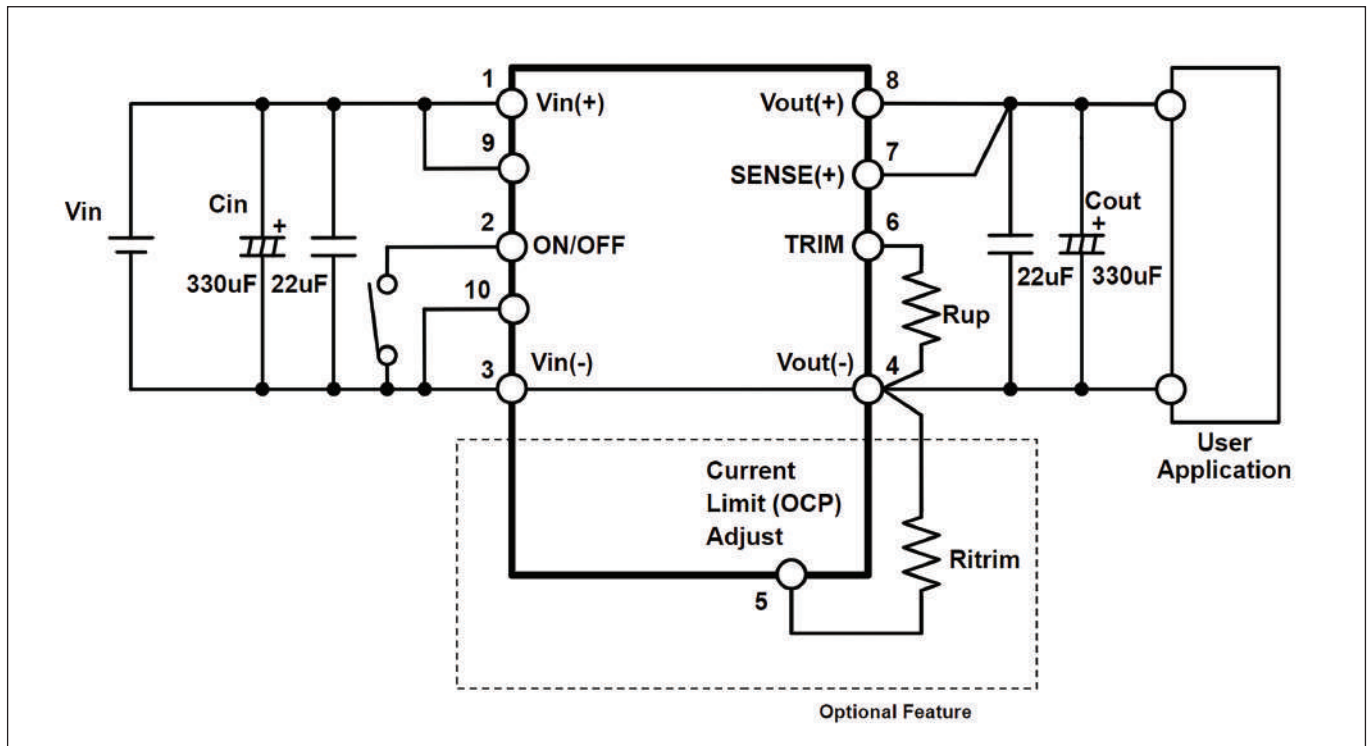 1
8
Vin(+)
Vout(+)
9
7
SENSE(+)
Vin
Cin
+
2
6
Cout
+
ON/OFF
TRIM
330uF
22uF
22uF
330uF
10
Rup
Vin(-)
Vout(-)
3
4
User
Application
Current
Limit (OCP)
Adjust
Ritrim
5
Optional Feature